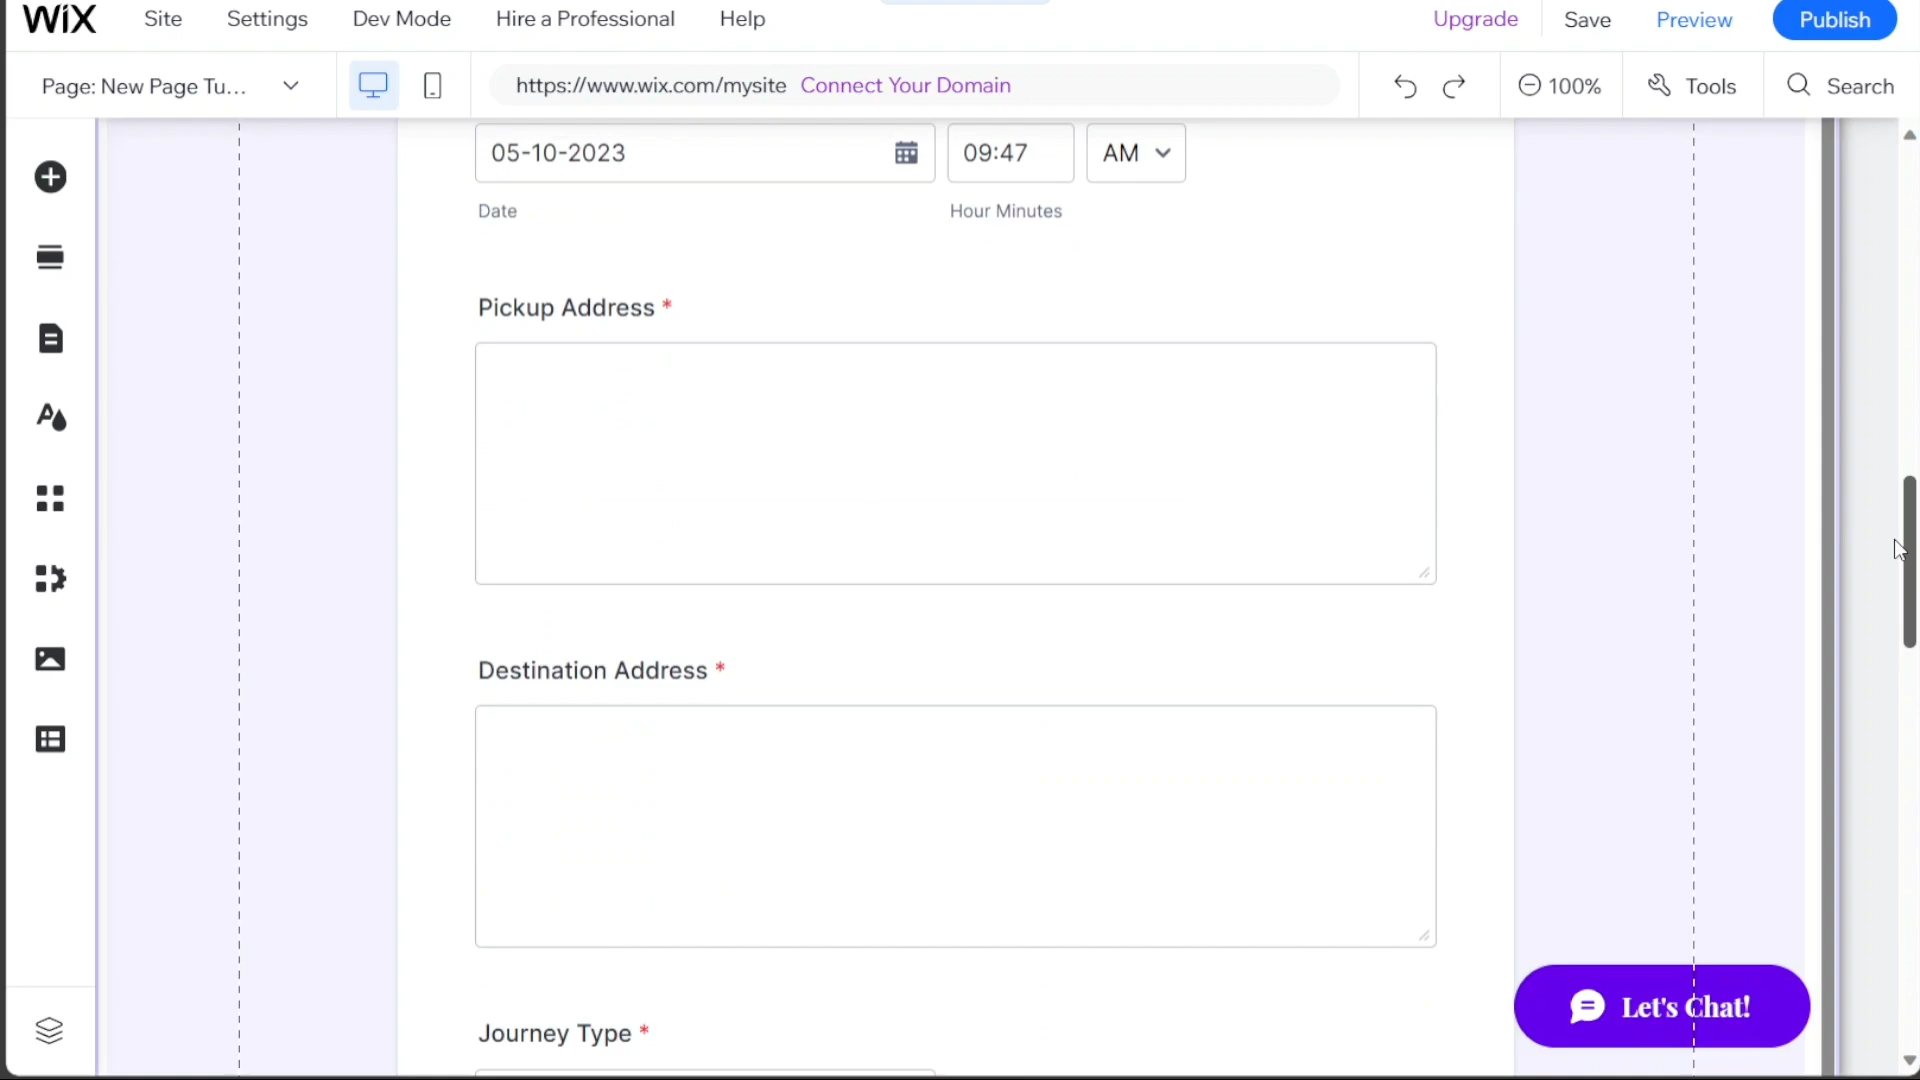 WIX Site Settings Dev Mode Hire a Professional Help Upgrade Save Preview Publish
Page: New Page Tu... https://www.wix.com/mysite Connect Your Domain 100% Tools Search
05-10-2023 09:47 AM
Date Hour Minutes
Pickup Address *
Destination Address *
Let's Chat!
Journey Type *